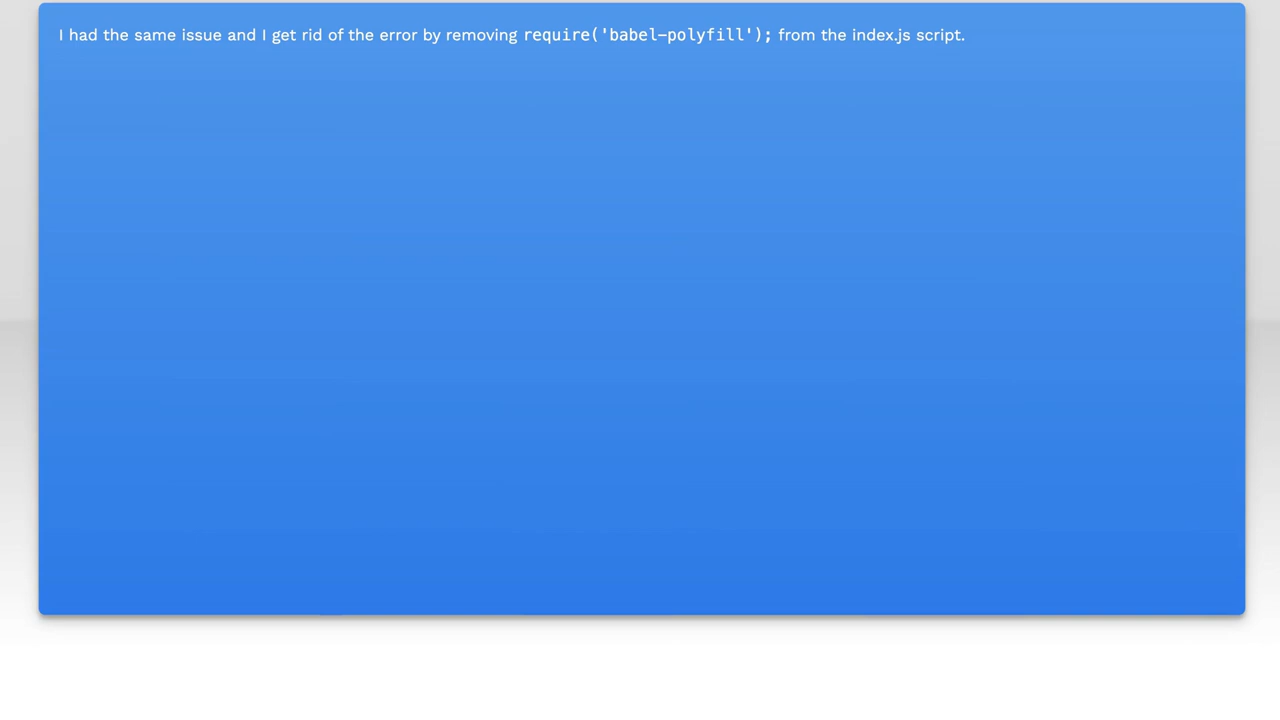 I had the same issue and I get rid of the error by removing require('babel-polyfill'); from the index.js script.